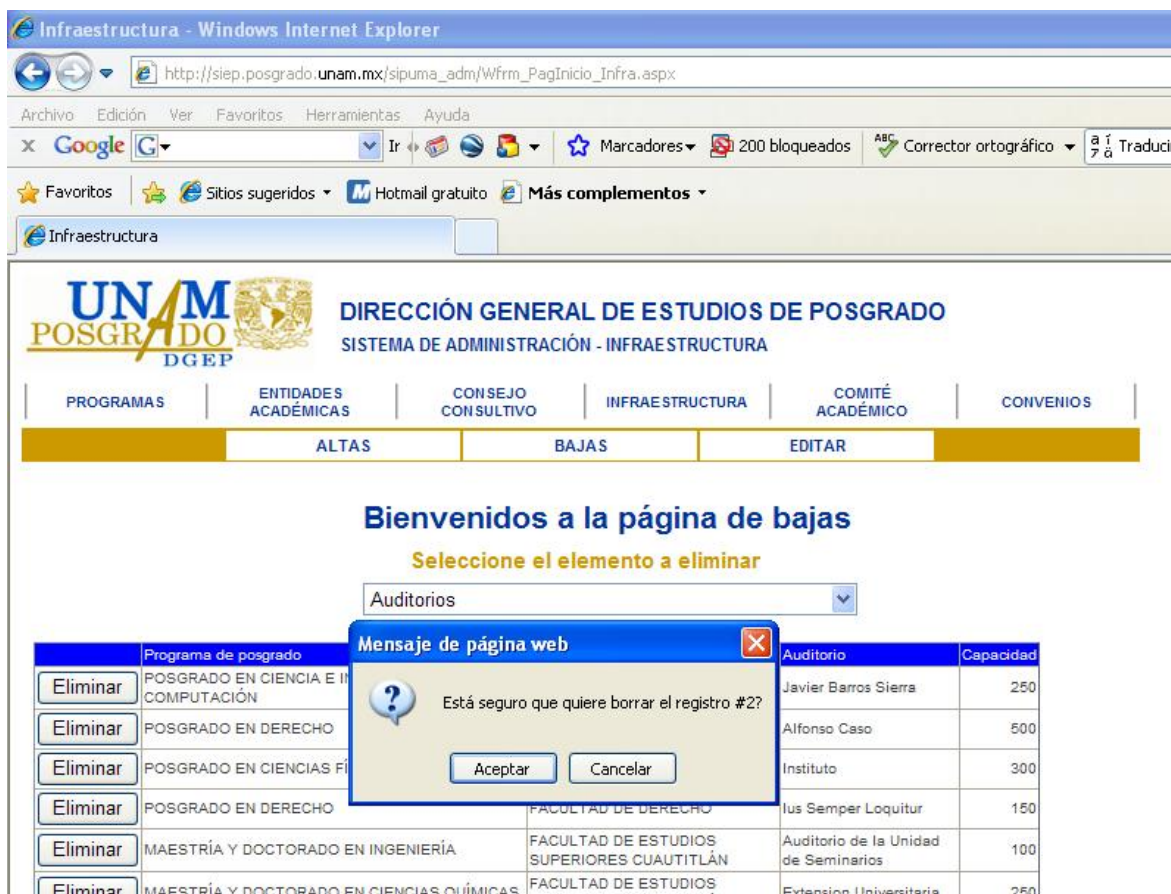 Infraestructura - Windows Internet Explorer
http://siep.posgrado.unam.mx/sipuma_adm/Wfrm_PagInicio_Infra.aspx
Archivo Edición Ver Favoritos Herramientas Ayuda
x Google G Ir Marcadores 200 bloqueados ABC Corrector ortográfico Traduci
Favoritos Sitios sugeridos Hotmail gratuito Más complementos
Infraestructura
UNAM
POSGRADO
DGEP
DIRECCIÓN GENERAL DE ESTUDIOS DE POSGRADO
SISTEMA DE ADMINISTRACIÓN - INFRAESTRUCTURA
PROGRAMAS
ENTIDADES
ACADÉMICAS
CONSEJO
CONSULTIVO
INFRAESTRUCTURA
COMITÉ
ACADÉMICO
CONVENIOS
ALTAS BAJAS EDITAR
Bienvenidos a la página de bajas
Seleccione el elemento a eliminar
Auditorios
Mensaje de página web
Está seguro que quiere borrar el registro #2?
Aceptar Cancelar
Programa de posgrado Auditorio Capacidad
Eliminar POSGRADO EN CIENCIA E IN
COMPUTACIÓN Javier Barros Sierra 250
Eliminar POSGRADO EN DERECHO Alfonso Caso 500
Eliminar POSGRADO EN CIENCIAS FÍ Instituto 300
Eliminar POSGRADO EN DERECHO FACULTAD DE DERECHO Ius Semper Loquitur 150
Eliminar MAESTRÍA Y DOCTORADO EN INGENIERÍA FACULTAD DE ESTUDIOS
SUPERIORES CUAUTITLÁN Auditorio de la Unidad
de Seminarios 100
Eliminar MAESTRÍA Y DOCTORADO EN CIENCIAS QUÍMICAS FACULTAD DE ESTUDIOS
Extension Universitaria 250